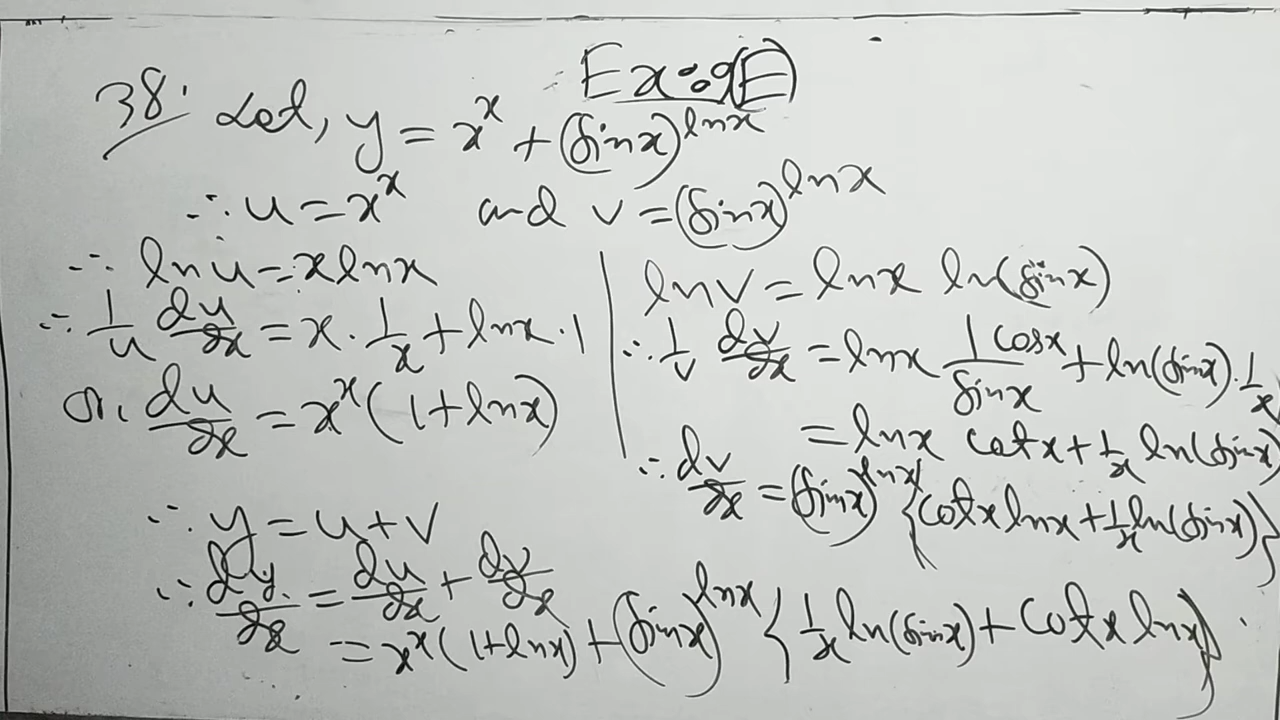 Ex : 9(E)
38. Let, y = x^x + (sinx)^lnx
∴ u = x^x and v = (sinx)^lnx
∴ ln u = x lnx
∴ 1/u du/dx = x · 1/x + lnx · 1
or, du/dx = x^x (1 + lnx)
lnv = lnx ln(sinx)
∴ 1/v dv/dx = lnx 1/sinx cosx + ln(sinx) · 1/x
= lnx cotx + 1/x ln(sinx)
∴ dv/dx = (sinx)^lnx {cotx lnx + 1/x ln(sinx)}
∴ y = u + v
∴ dy/dx = du/dx + dv/dx
= x^x (1 + lnx) + (sinx)^lnx {1/x ln(sinx) + cotx lnx}.